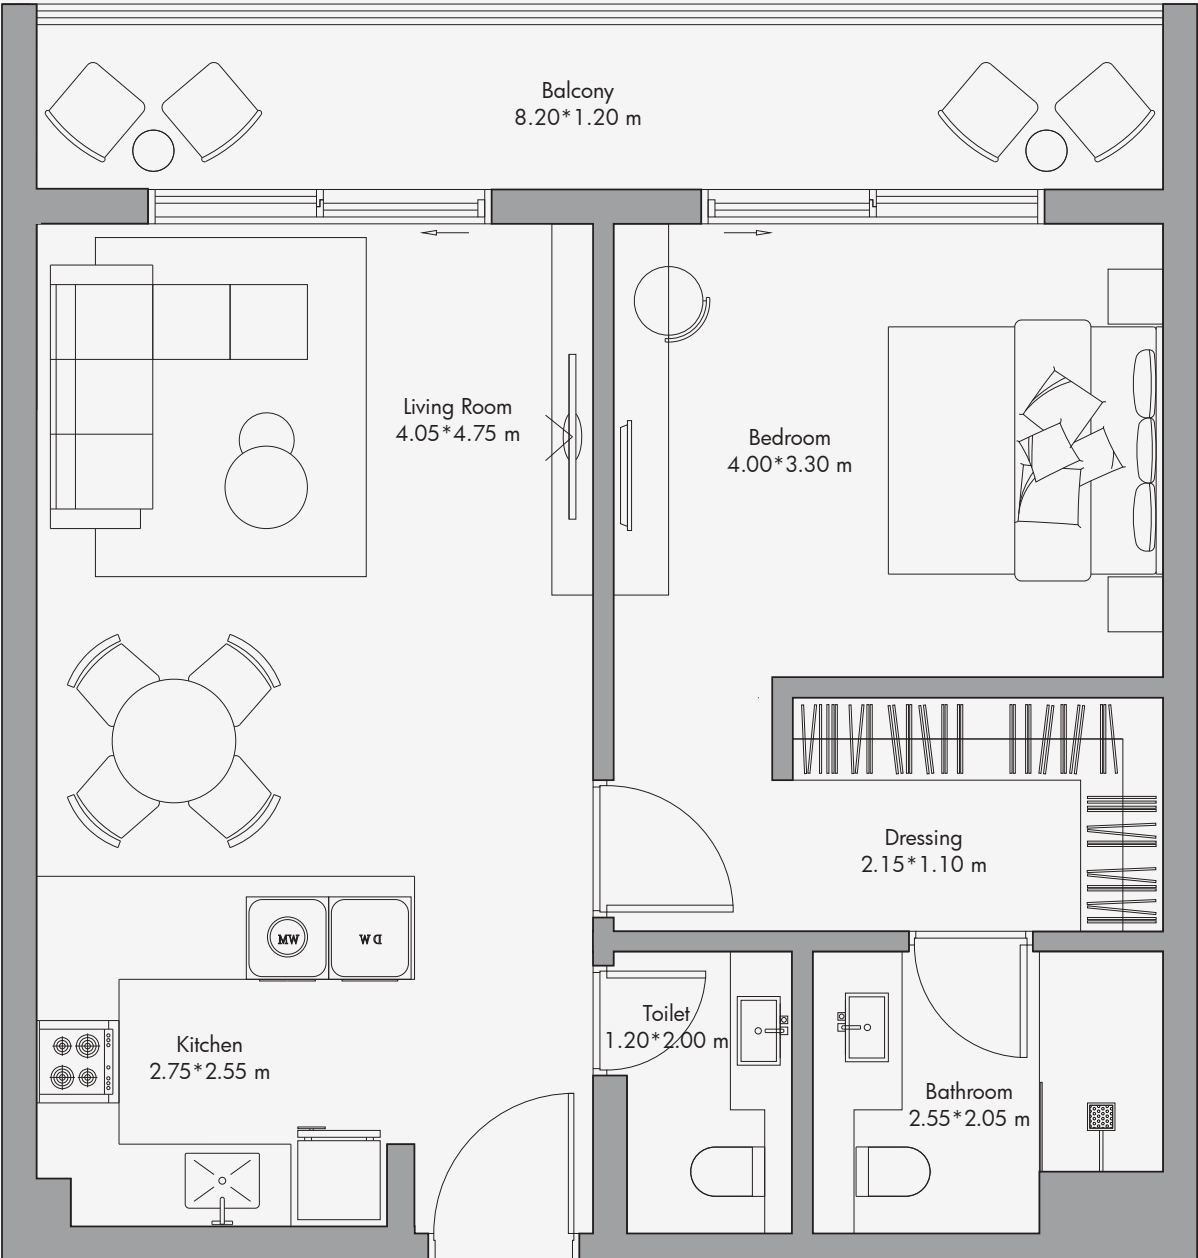 Balcony
8.20*1.20 m
Living Room
4.05*4.75 m
Bedroom
4.00*3.30 m
Dressing
2.15*1.10 m
MW
DW
Toilet
1.20*2.00 m
Kitchen
2.75*2.55 m
Bathroom
2.55*2.05 m